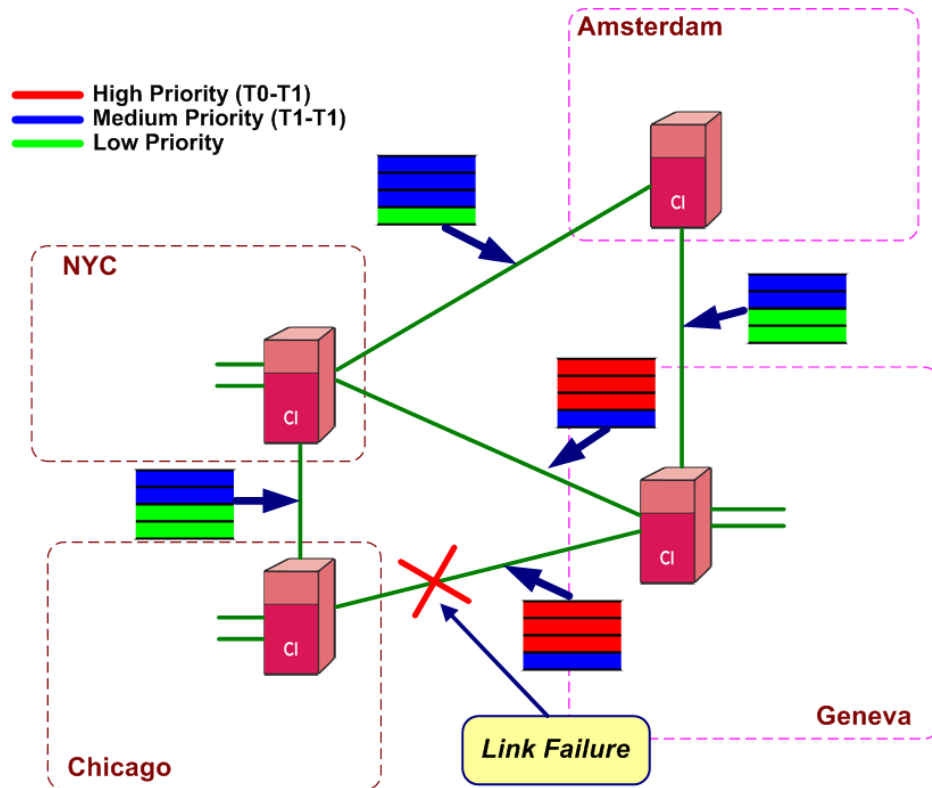 Amsterdam
High Priority (T0-T1)
Medium Priority (T1-T1)
Low Priority
CI
NYC
CI
CI
CI
Geneva
Link Failure
Chicago